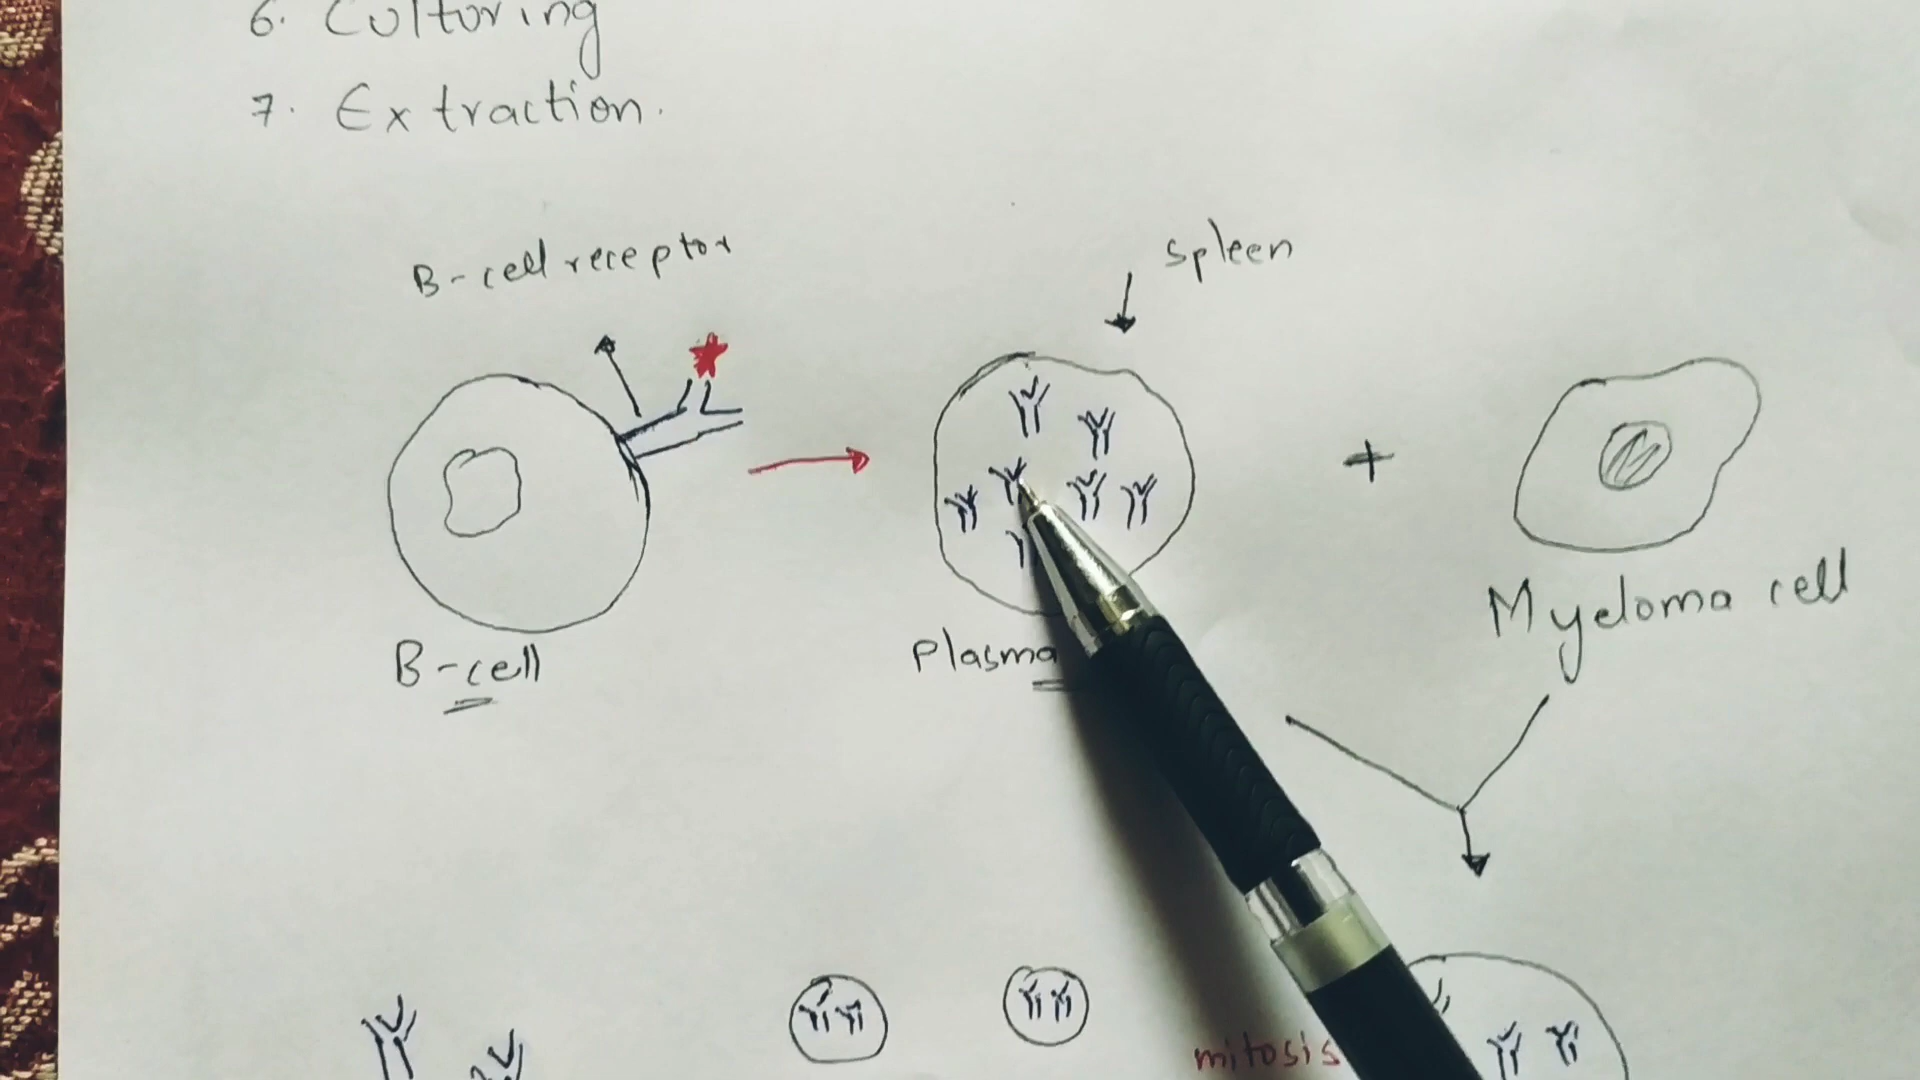 6. Culturing
7. Extraction.
B-cell receptor
spleen
+
B-cell
Plasma
Myeloma cell
mitosis